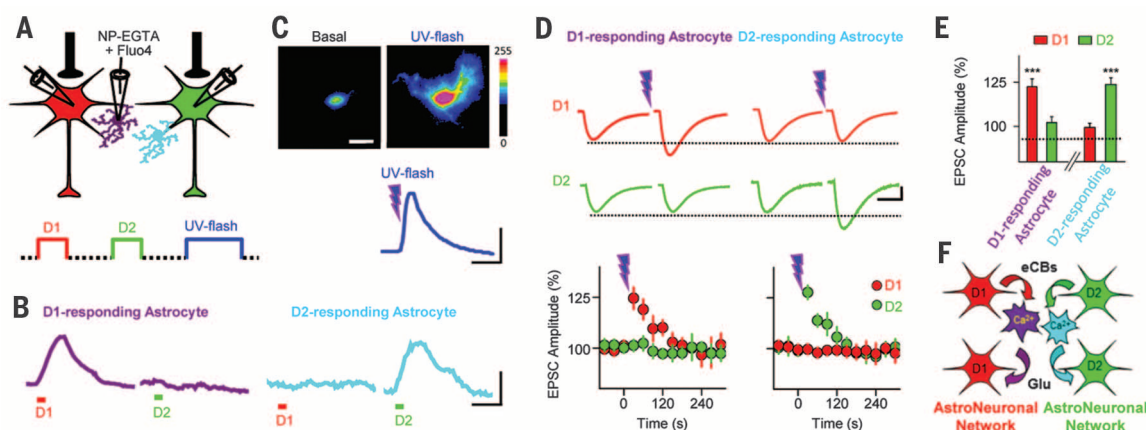 A
NP-EGTA
+ Fluo4
D1
D2
UV-flash
B
D1-responding Astrocyte
D2-responding Astrocyte
D1
D2
D1
D2
C
Basal
UV-flash
255
0
UV-flash
D
D1-responding Astrocyte
D2-responding Astrocyte
D1
D2
EPSC Amplitude (%)
125
100
0
120
240
Time (s)
D1
D2
0
120
240
Time (s)
E
D1
D2
EPSC Amplitude (%)
125
100
***
***
D1-responding
Astrocyte
D2-responding
Astrocyte
F
eCBs
D1
D2
Ca2+
Ca2+
D1
D2
Glu
AstroNeuronal
Network
AstroNeuronal
Network